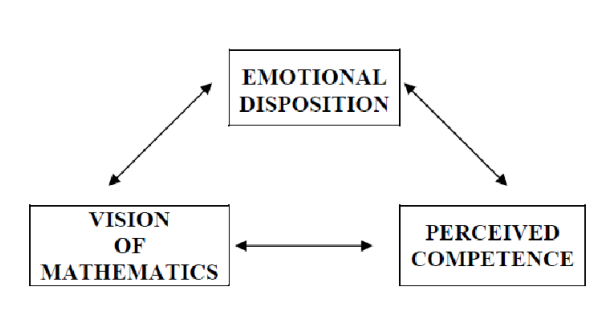 EMOTIONAL
DISPOSITION
VISION
OF
MATHEMATICS
PERCEIVED
COMPETENCE